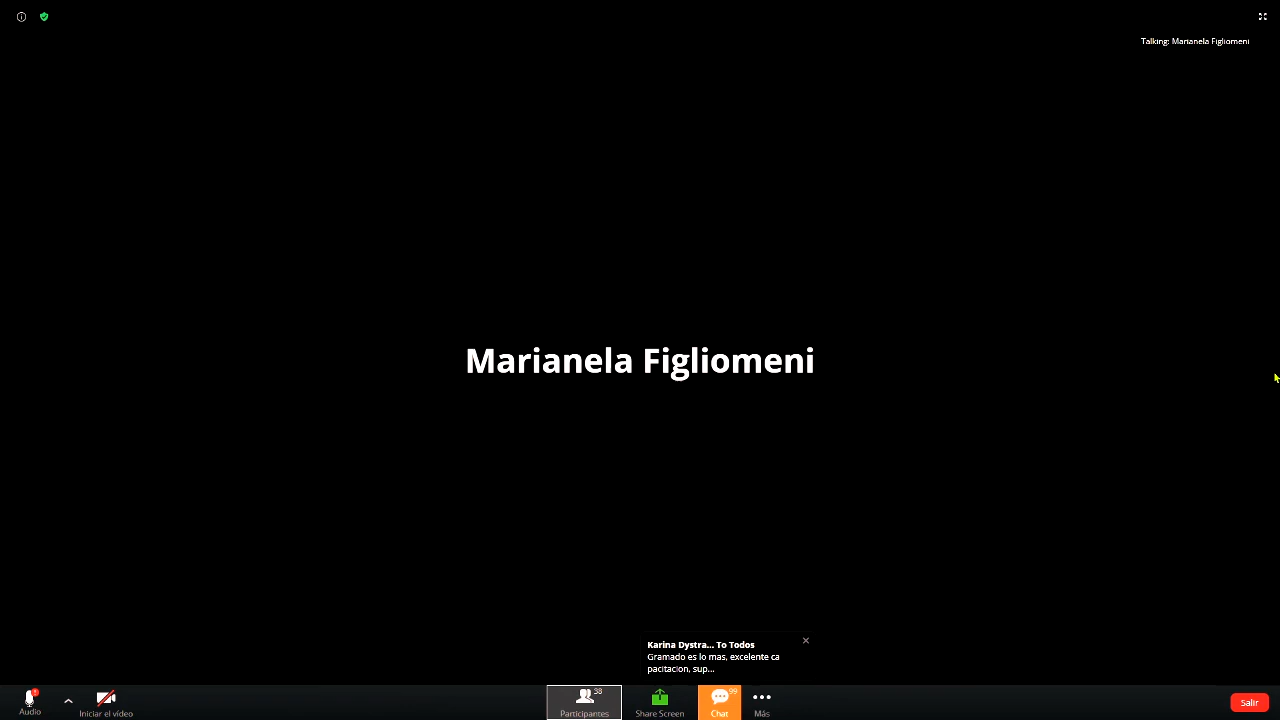 Talking: Marianela Figliomeni
Marianela Figliomeni
Karina Dystra... To Todos
Gramado es lo mas, excelente ca
pacitacion, sup...
Audio
Iniciar el vídeo
38
Participantes
Share Screen
99
Chat
Más
Salir